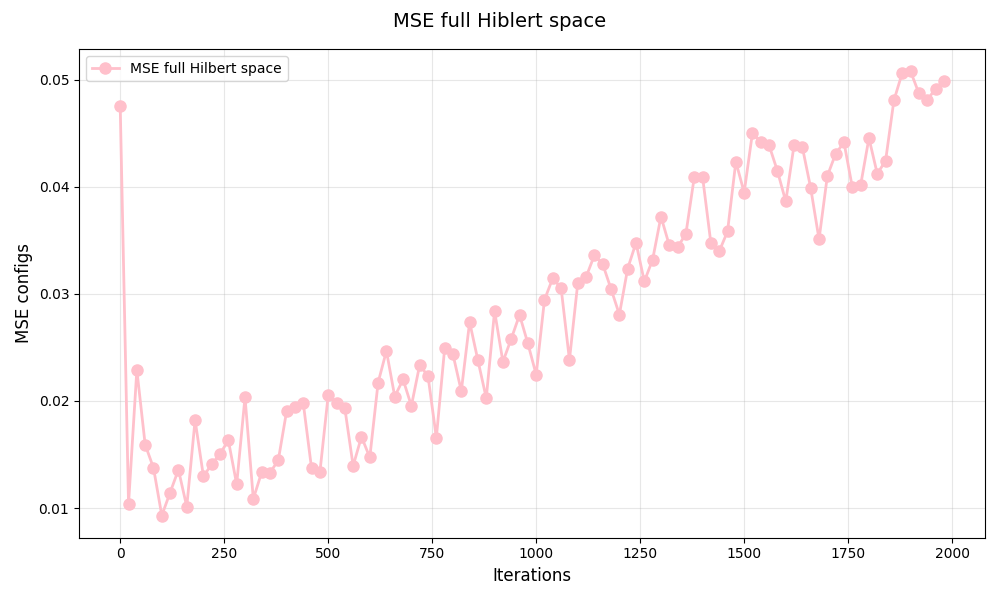 MSE full Hiblert space
MSE full Hilbert space
MSE configs
0.05
0.04
0.03
0.02
0.01
0 250 500 750 1000 1250 1500 1750 2000
Iterations